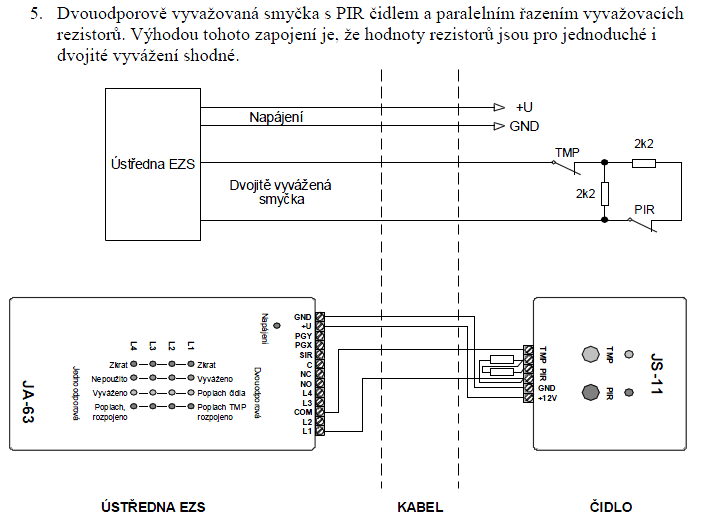 5. Dvouodporově vyvažovaná smyčka s PIR čidlem a paralelním řazením vyvažovacích
rezistorů. Výhodou tohoto zapojení je, že hodnoty rezistorů jsou pro jednoduché i
dvojité vyvážení shodné.
+U
Napájení
GND
Ústředna EZS
TMP
2k2
Dvojitě vyvážená
smyčka
2k2
PIR
JA-63
Jednoodporová
L4
L3
L2
L1
Zkrat
Nepoužito
Vyváženo
Poplach,
rozpojeno
Zkrat
Vyváženo
Poplach čidla
Poplach TMP
rozpojeno
Dvouodporová
Napájení
GND
+U
PGY
PGX
SIR
C
NC
NO
L4
L3
COM
L2
L1
TMP
PIR
GND
+12V
TMP
PIR
JS-11
ÚSTŘEDNA EZS
KABEL
ČIDLO